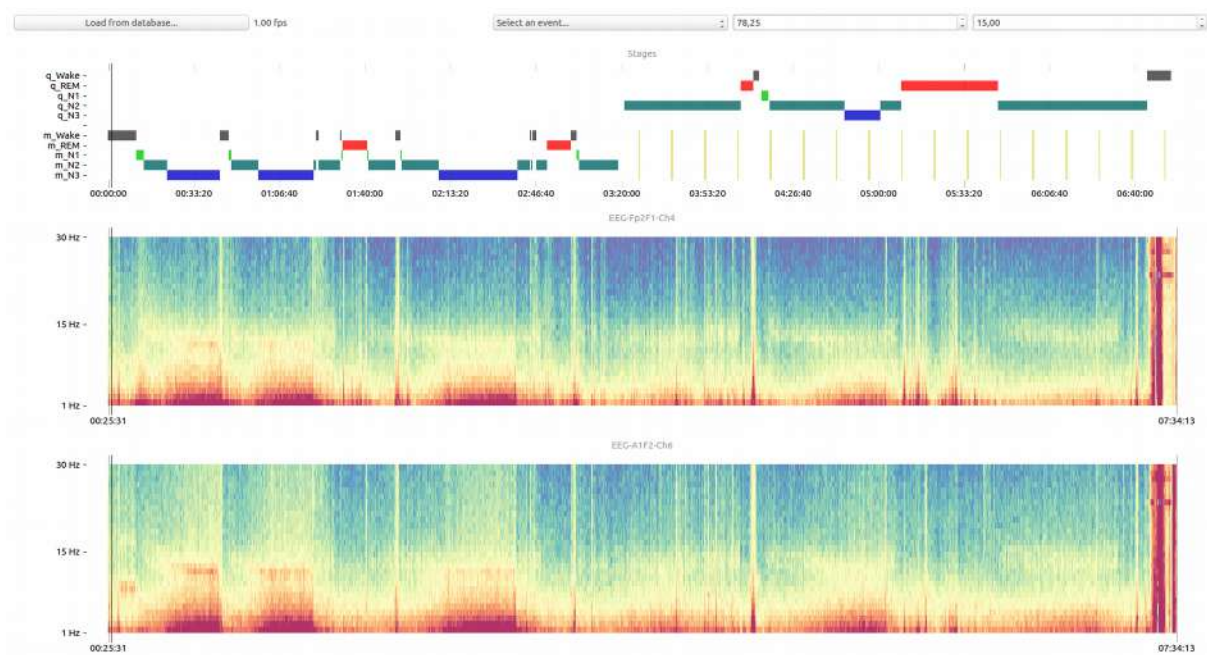 Load from database... 1.00 fps Select an event... 78,25 15,00
Stages
q_Wake
q_REM
q_N1
q_N2
q_N3
m_Wake
m_REM
m_N1
m_N2
m_N3
00:00:00 00:33:20 01:06:40 01:40:00 02:13:20 02:46:40 03:20:00 03:53:20 04:26:40 05:00:00 05:33:20 06:06:40 06:40:00
EEG-Fp2F1-Ch4
30 Hz
15 Hz
1 Hz
00:25:31 07:34:13
EEG-A1F2-Ch6
30 Hz
15 Hz
1 Hz
00:25:31 07:34:13